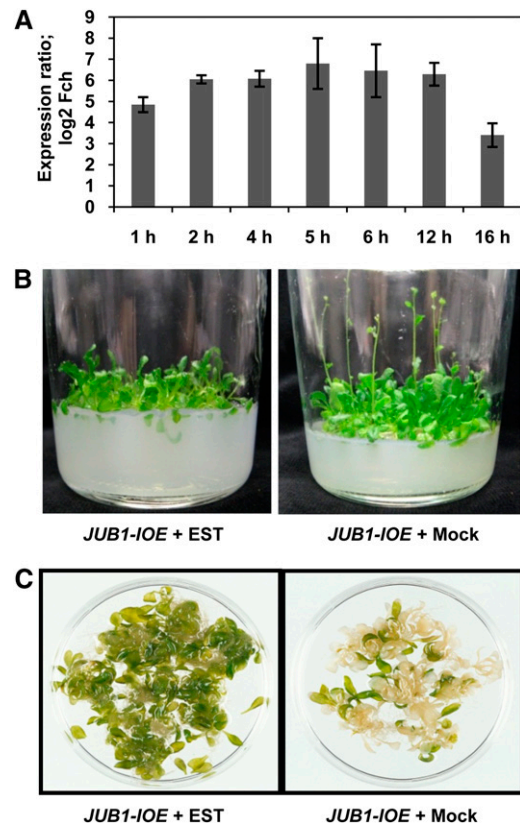 A
Expression ratio;
log2 Fch
9
8
7
6
5
4
3
2
1
0
1 h 2 h 4 h 5 h 6 h 12 h 16 h
B
JUB1-IOE + EST JUB1-IOE + Mock
C
JUB1-IOE + EST JUB1-IOE + Mock